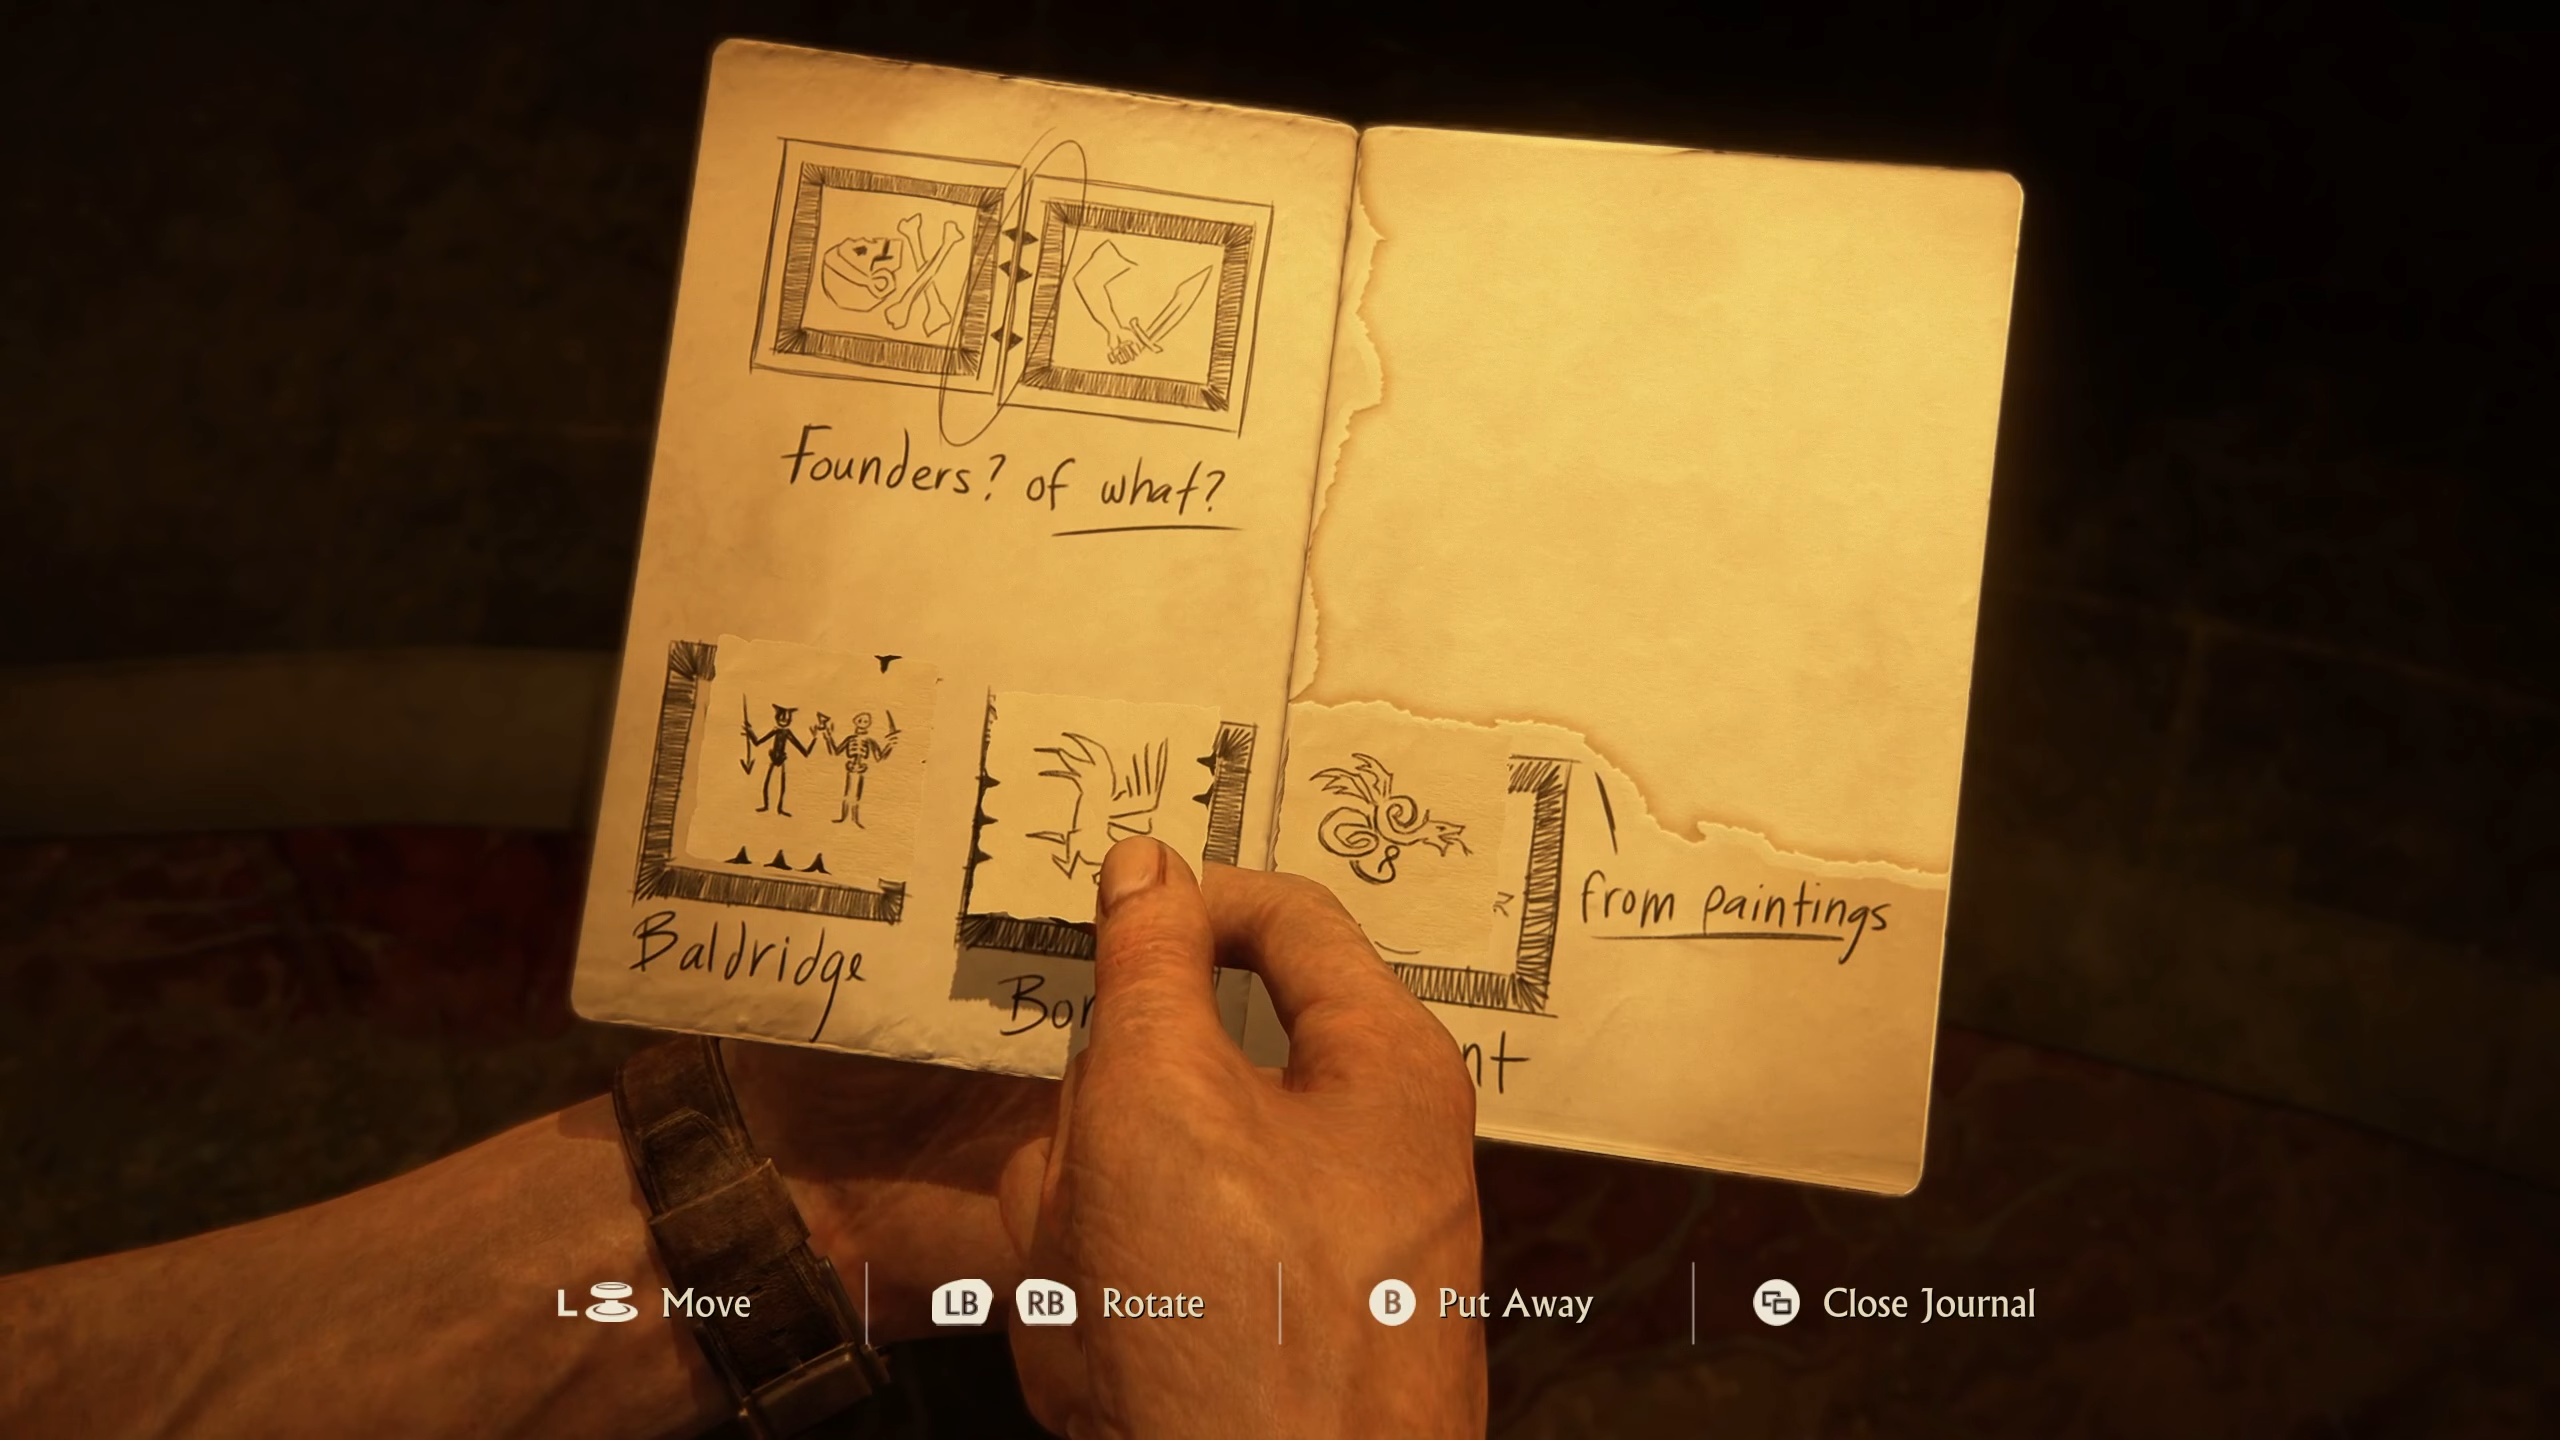 Founders? of what?
from paintings
Baldridge
L Move
LB RB Rotate
B Put Away
Close Journal